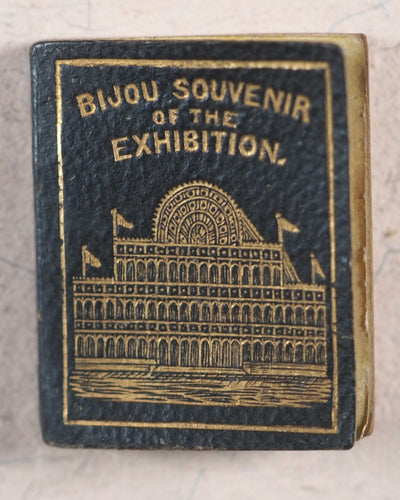 BIJOU SOUVENIR
OF THE
EXHIBITION.